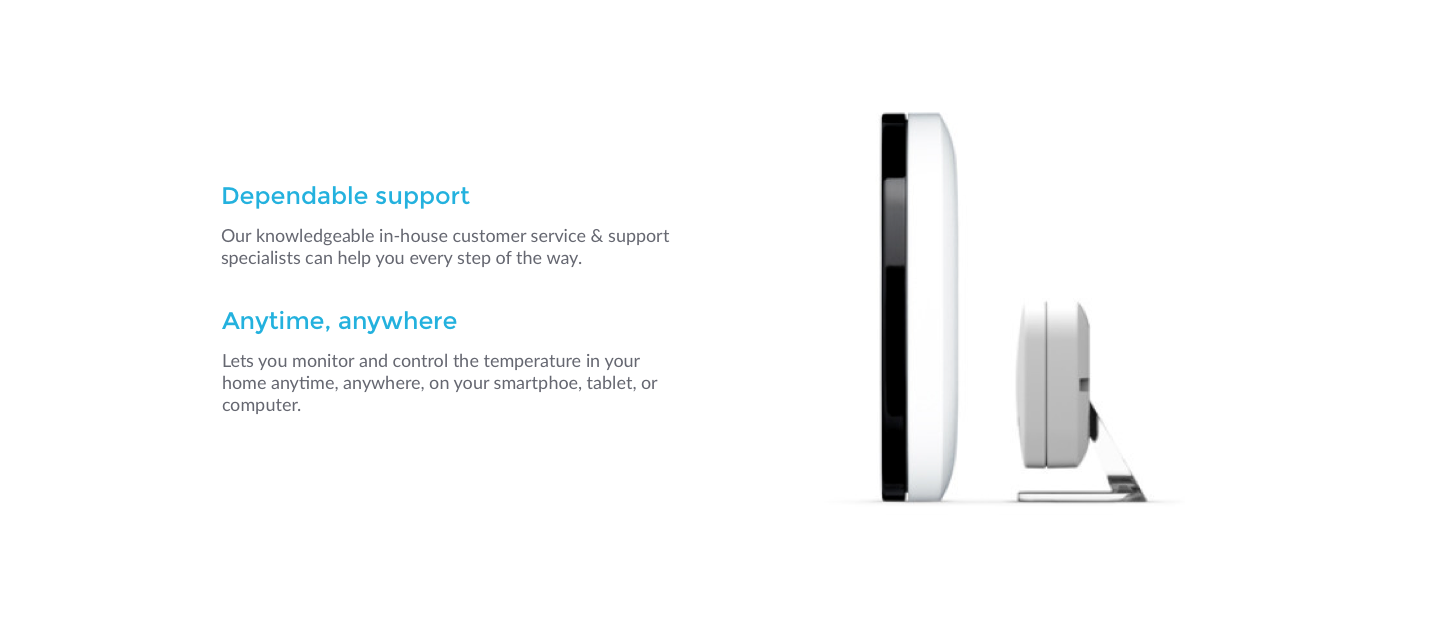 Dependable support
Our knowledgeable in-house customer service & support
specialists can help you every step of the way.
Anytime, anywhere
Lets you monitor and control the temperature in your
home anytime, anywhere, on your smartphoe, tablet, or
computer.